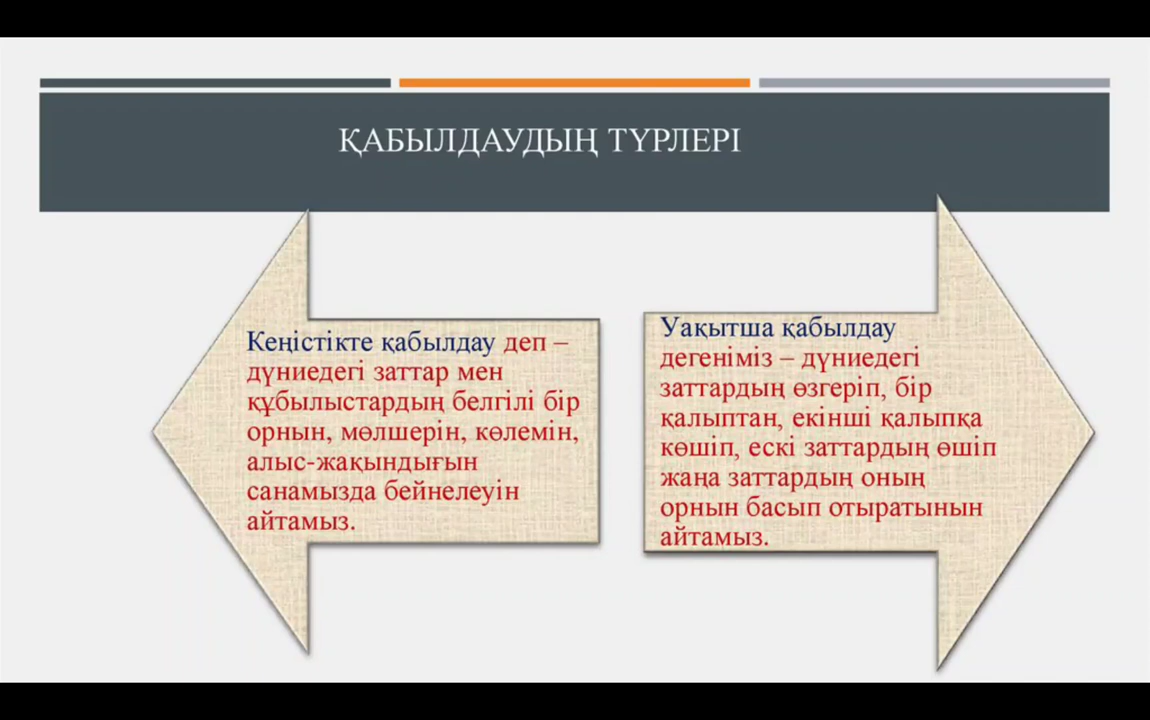 ҚАБЫЛДАУДЫҢ ТҮРЛЕРІ
Кеңістікте қабылдау деп –
дүниедегі заттар мен
құбылыстардың белгілі бір
орнын, мөлшерін, көлемін,
алыс-жақындығын
санамызда бейнелеуін
айтамыз.
Уақытша қабылдау
дегеніміз – дүниедегі
заттардың өзгеріп, бір
қалыптан, екінші қалыпқа
көшіп, ескі заттардың өшіп
жаңа заттардың оның
орнын басып отыратынын
айтамыз.